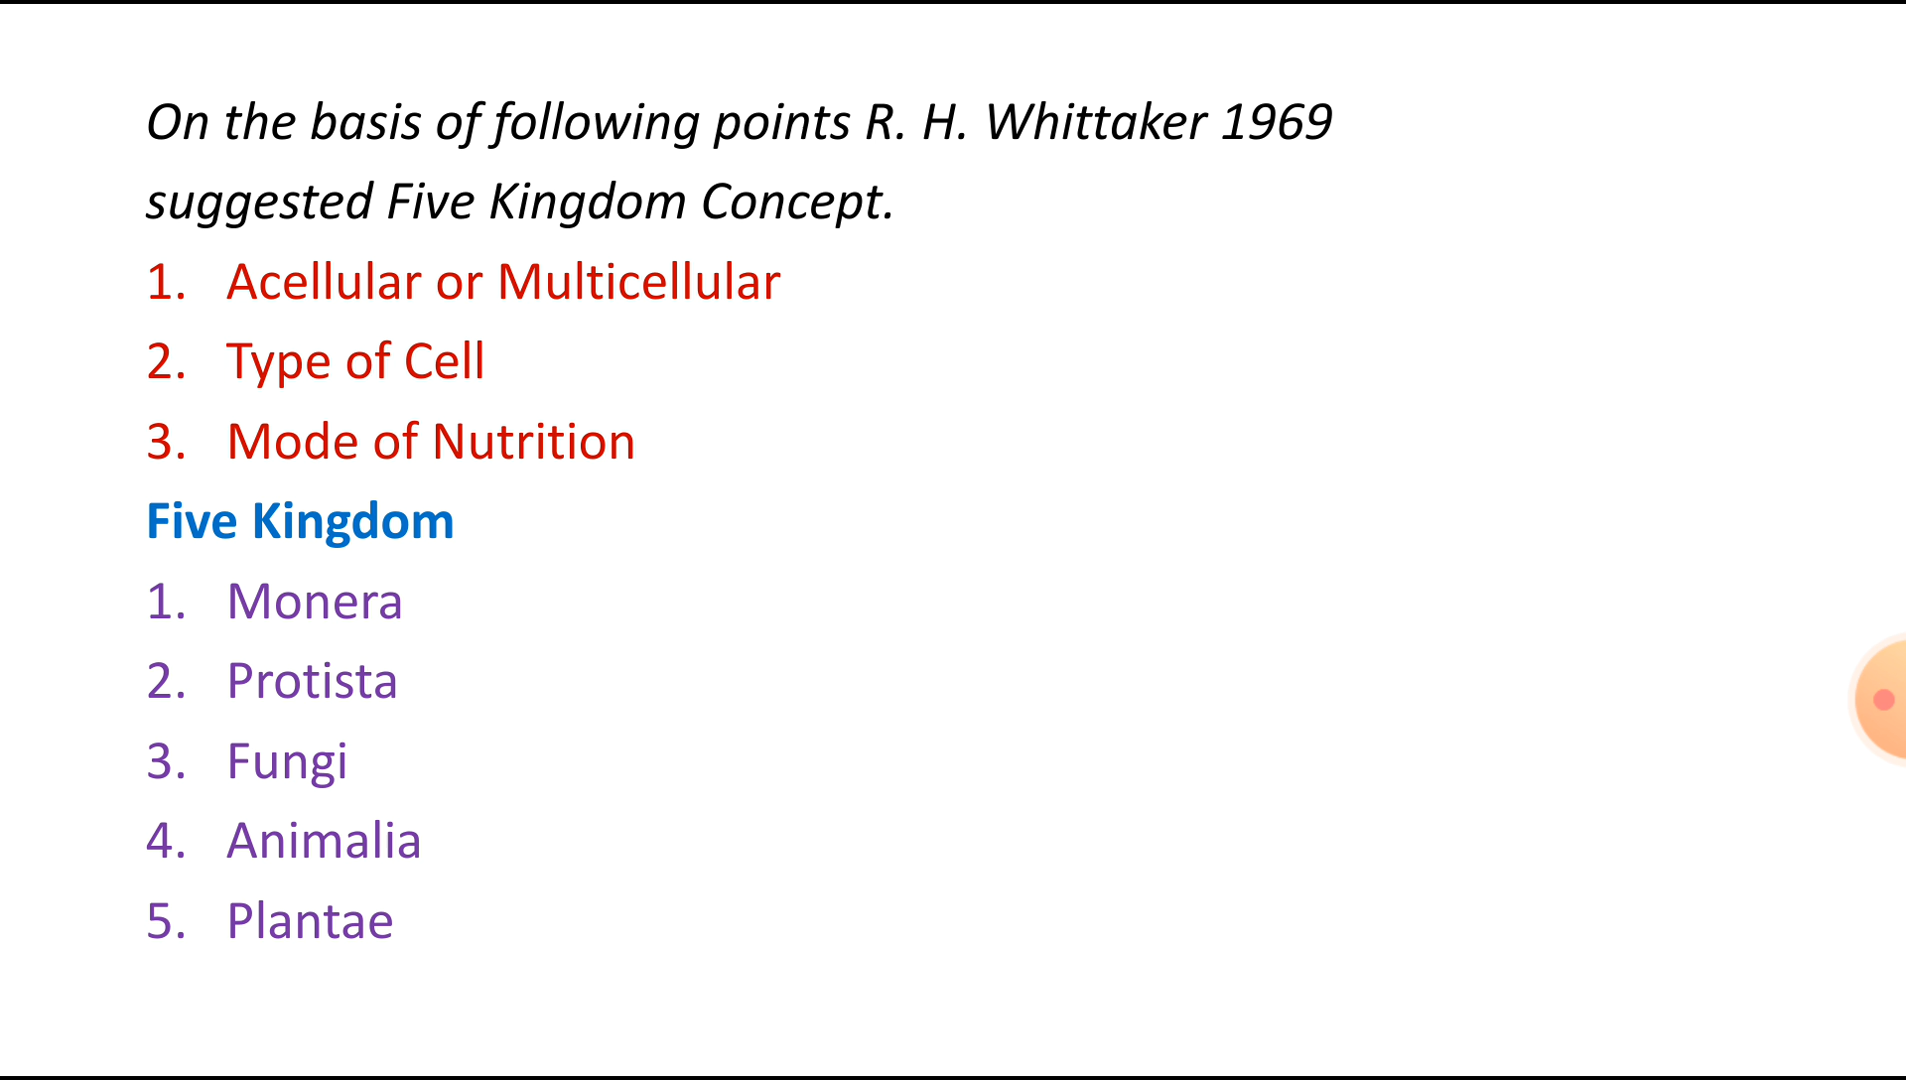 On the basis of following points R. H. Whittaker 1969
suggested Five Kingdom Concept.
1. Acellular or Multicellular
2. Type of Cell
3. Mode of Nutrition
Five Kingdom
1. Monera
2. Protista
3. Fungi
4. Animalia
5. Plantae